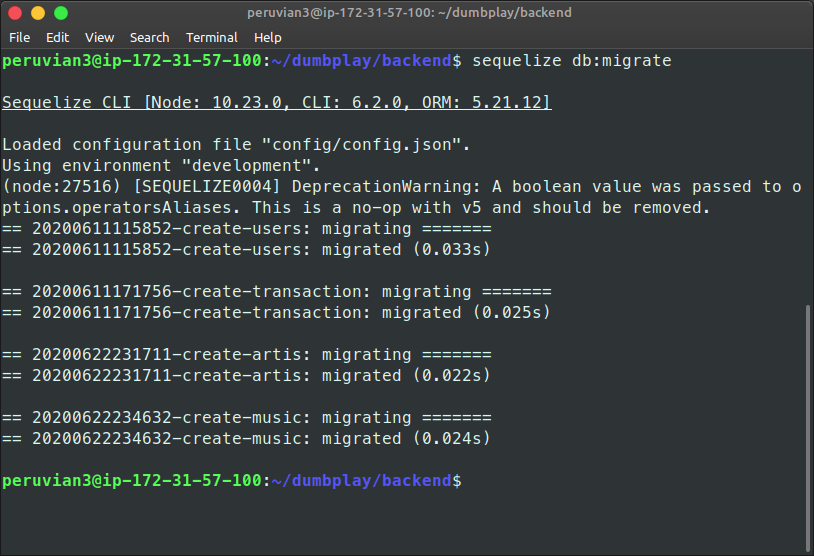 peruvian3@ip-172-31-57-100: ~/dumbplay/backend
File Edit View Search Terminal Help
peruvian3@ip-172-31-57-100:~/dumbplay/backend$ sequelize db:migrate
Sequelize CLI [Node: 10.23.0, CLI: 6.2.0, ORM: 5.21.12]
Loaded configuration file "config/config.json".
Using environment "development".
(node:27516) [SEQUELIZE0004] DeprecationWarning: A boolean value was passed to o
ptions.operatorsAliases. This is a no-op with v5 and should be removed.
== 20200611115852-create-users: migrating =======
== 20200611115852-create-users: migrated (0.033s)
== 20200611171756-create-transaction: migrating =======
== 20200611171756-create-transaction: migrated (0.025s)
== 20200622231711-create-artis: migrating =======
== 20200622231711-create-artis: migrated (0.022s)
== 20200622234632-create-music: migrating =======
== 20200622234632-create-music: migrated (0.024s)
peruvian3@ip-172-31-57-100:~/dumbplay/backend$